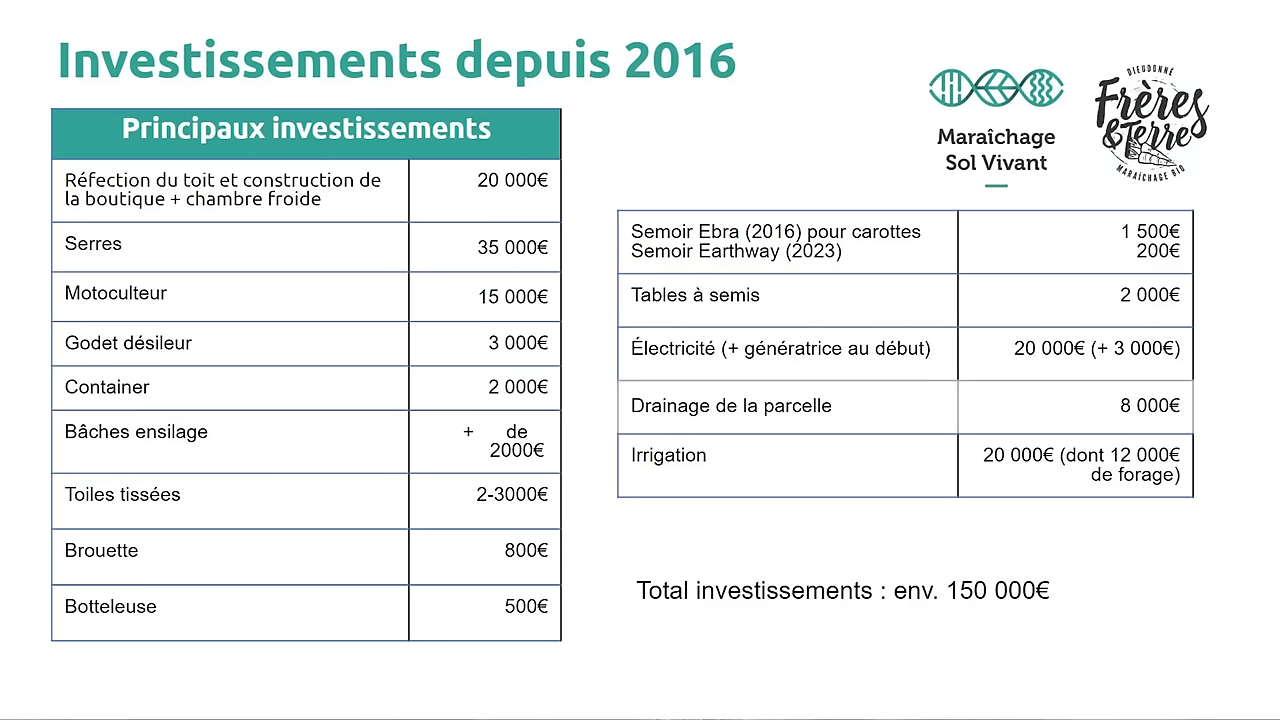 Investissements depuis 2016
Maraîchage
Sol Vivant
DIEUDONNÉ
Frères
&Terre
MARAÎCHAGE BIO
Principaux investissements
Réfection du toit et construction de 20 000€
la boutique + chambre froide
Serres 35 000€
Motoculteur 15 000€
Godet désileur 3 000€
Container 2 000€
Bâches ensilage + de
2000€
Toiles tissées 2-3000€
Brouette 800€
Botteleuse 500€
Semoir Ebra (2016) pour carottes 1 500€
Semoir Earthway (2023) 200€
Tables à semis 2 000€
Électricité (+ génératrice au début) 20 000€ (+ 3 000€)
Drainage de la parcelle 8 000€
Irrigation 20 000€ (dont 12 000€
de forage)
Total investissements : env. 150 000€